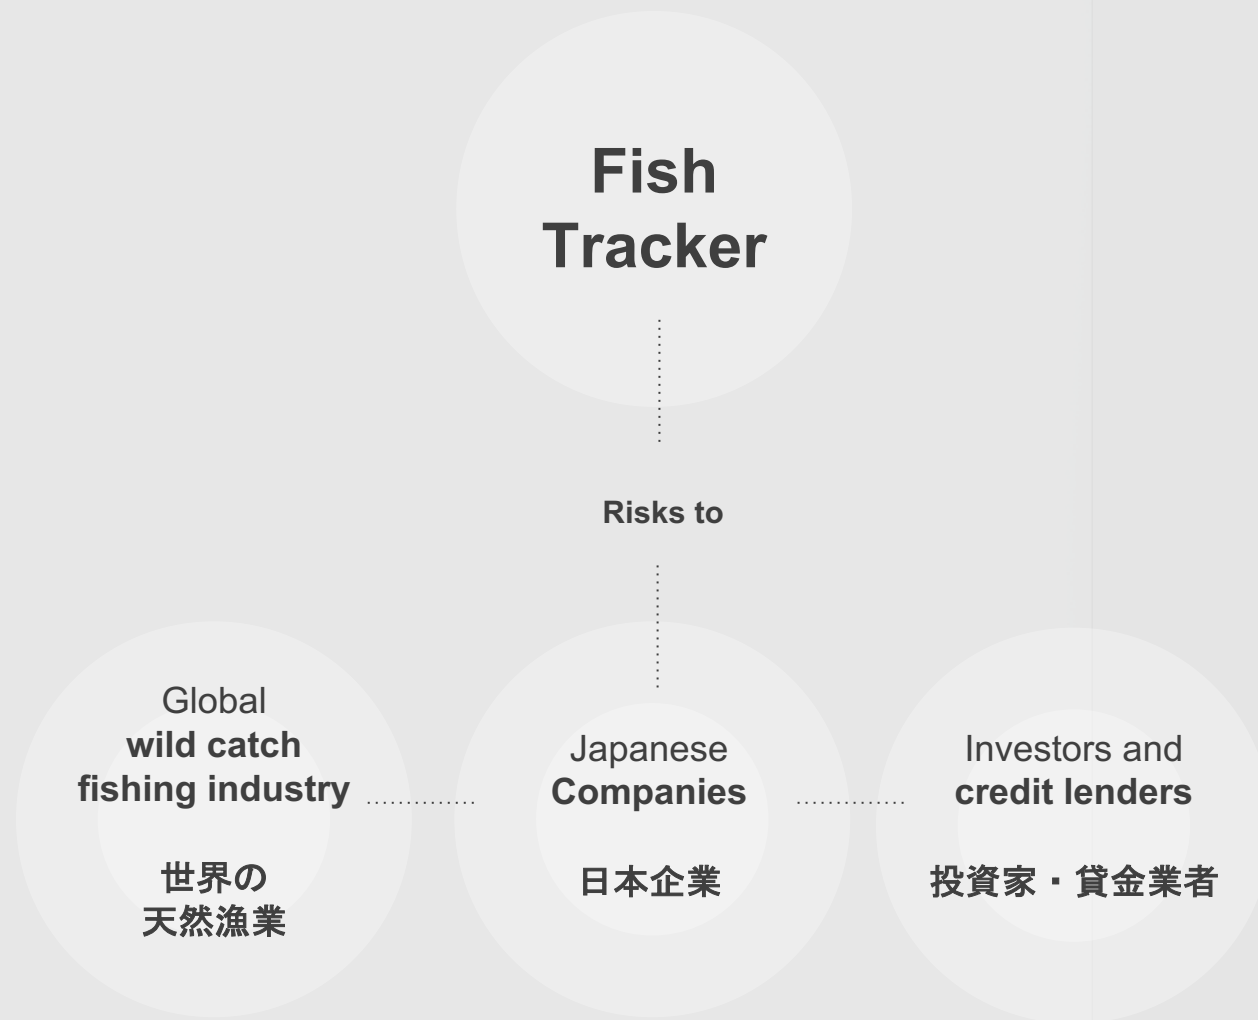 Fish
Tracker
Risks to
Global
wild catch
fishing industry
世界の
天然漁業
Japanese
Companies
日本企業
Investors and
credit lenders
投資家・貸金業者